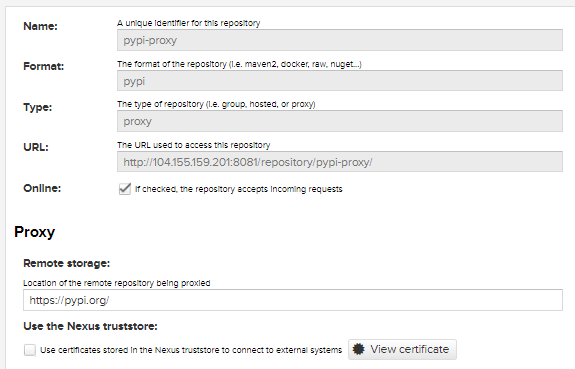 Name:
A unique identifier for this repository
pypi-proxy
Format:
The format of the repository (i.e. maven2, docker, raw, nuget...)
pypi
Type:
The type of repository (i.e. group, hosted, or proxy)
proxy
URL:
The URL used to access this repository
http://104.155.159.201:8081/repository/pypi-proxy/
Online:
If checked, the repository accepts incoming requests
Proxy
Remote storage:
Location of the remote repository being proxied
https://pypi.org/
Use the Nexus truststore:
Use certificates stored in the Nexus truststore to connect to external systems
View certificate